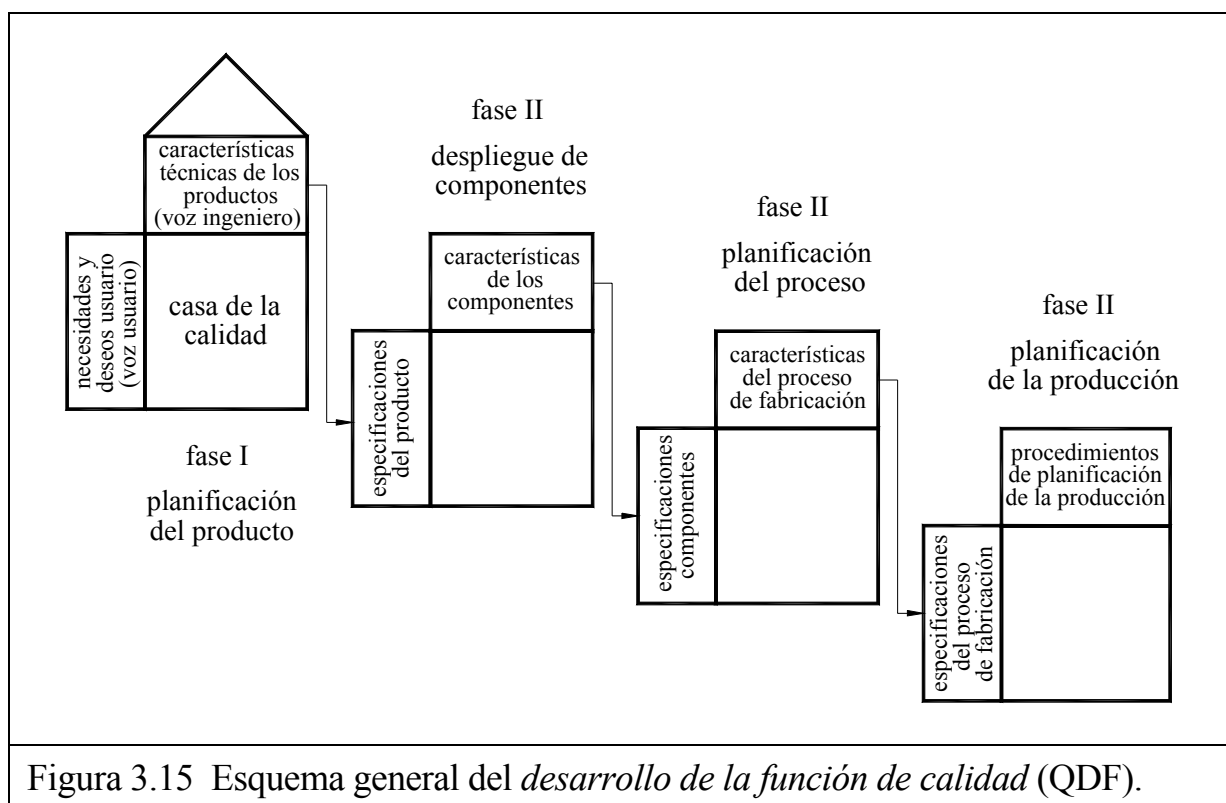 características
técnicas de los
productos
(voz ingeniero)
necesidades y
deseos usuario
(voz usuario)
casa de la
calidad
fase I
planificación
del producto
fase II
despliegue de
componentes
características
de los
componentes
especificaciones
del producto
fase II
planificación
del proceso
características
del proceso
de fabricación
especificaciones
componentes
fase II
planificación
de la producción
procedimientos
de planificación
de la producción
especificaciones
del proceso
de fabricación
Figura 3.15 Esquema general del desarrollo de la función de calidad (QDF).